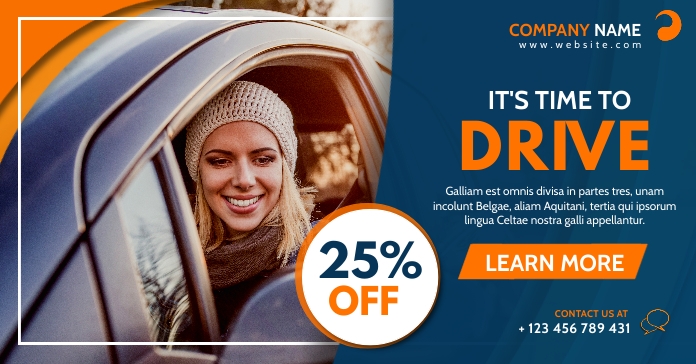 COMPANY NAME
www.website.com
IT'S TIME TO
DRIVE
Galliam est omnis divisa in partes tres, unam
incolunt Belgae, aliam Aquitani, tertia qui ipsorum
lingua Celtae nostra galli appellantur.
25%
OFF
LEARN MORE
CONTACT US AT
+ 123 456 789 431